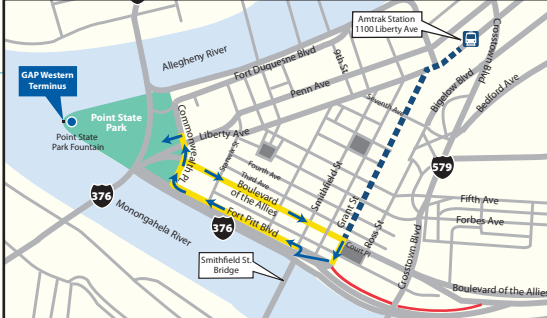 Amtrak Station
1100 Liberty Ave
Crosstown Blvd
Allegheny River
Fort Duquesne Blvd
9th St
Penn Ave
Seventh Ave
Bigelow Blvd
Bedford Ave
GAP Western
Terminus
Point State
Park
Point State
Park Fountain
Commonwealth Pl
Liberty Ave
Stanwix St
Fourth Ave
Third Ave
Smithfield St
579
376
Boulevard
of the Allies
Grant St
Ross St
Fifth Ave
Forbes Ave
Fort Pitt Blvd
376
Monongahela River
Court Pl
Crosstown Blvd
Smithfield St.
Bridge
Boulevard of the Allies